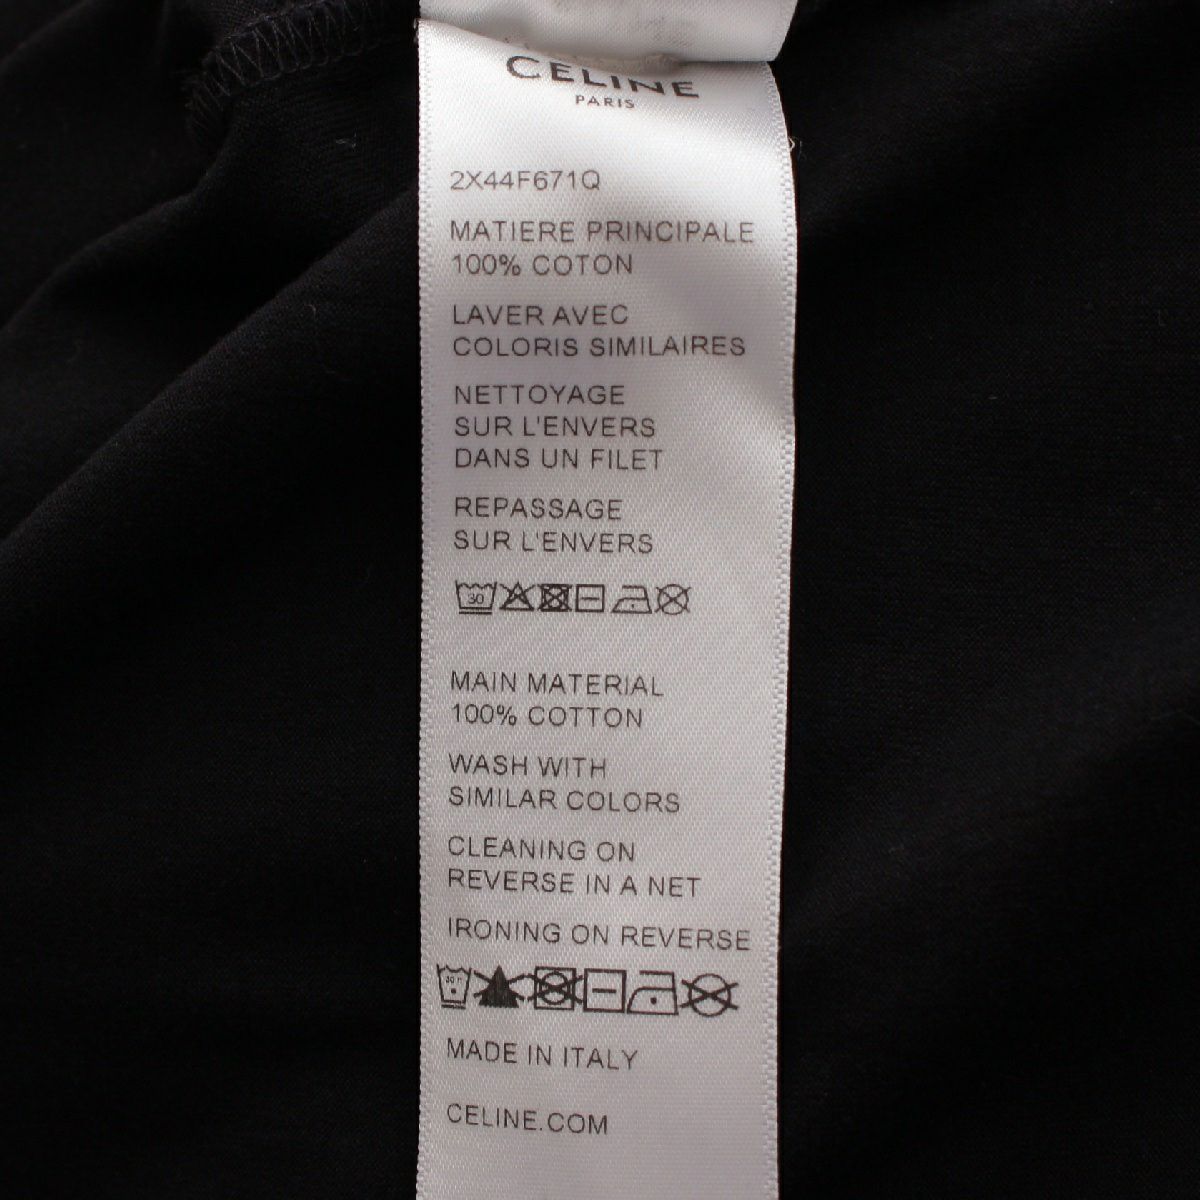 CELINE
PARIS
2X44F671Q
MATIERE PRINCIPALE
100% COTON
LAVER AVEC
COLORIS SIMILAIRES
NETTOYAGE
SUR L'ENVERS
DANS UN FILET
REPASSAGE
SUR L'ENVERS
30
MAIN MATERIAL
100% COTTON
WASH WITH
SIMILAR COLORS
CLEANING ON
REVERSE IN A NET
IRONING ON REVERSE
MADE IN ITALY
CELINE.COM